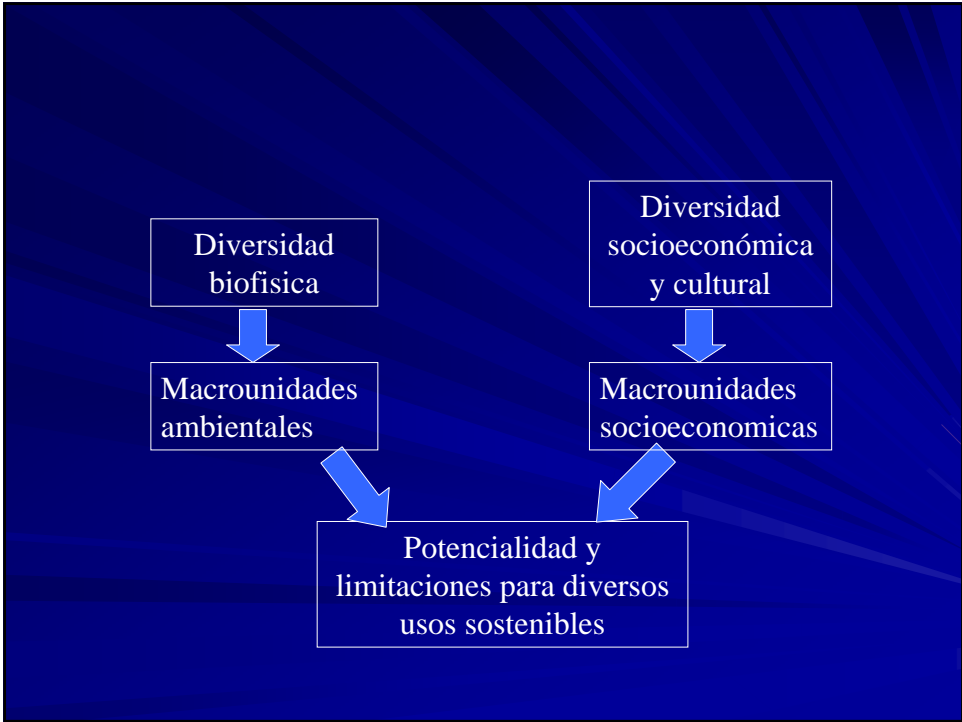 Diversidad
biofisica
Diversidad
socioeconómica
y cultural
Macrounidades
ambientales
Macrounidades
socioeconomicas
Potencialidad y
limitaciones para diversos
usos sostenibles